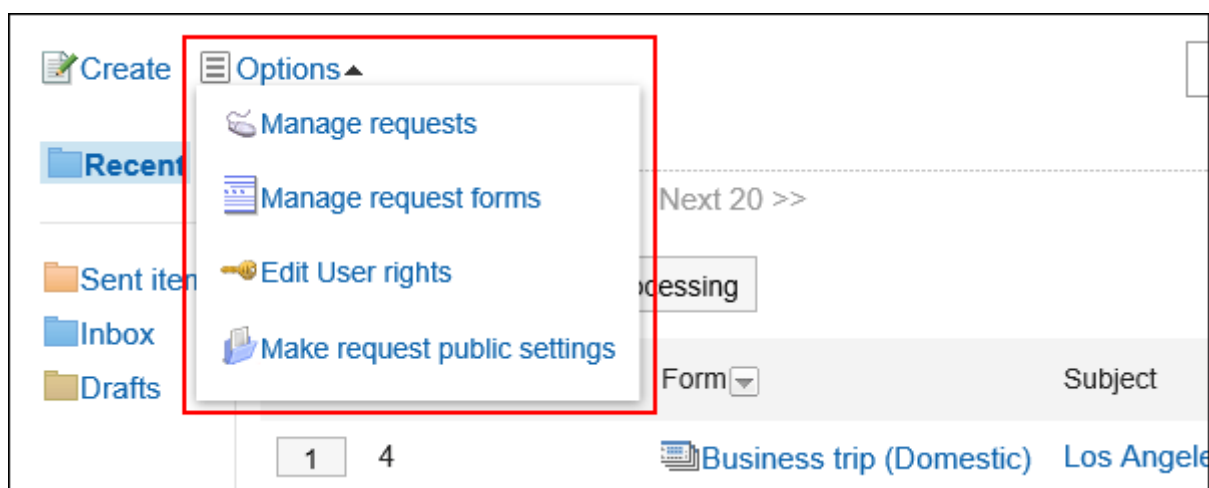 Create Options
Manage requests
Recent
Manage request forms
Next 20 >>
Sent
Edit User rights
Inbox
Make request public settings
Form Subject
Drafts
1 4 Business trip (Domestic) Los